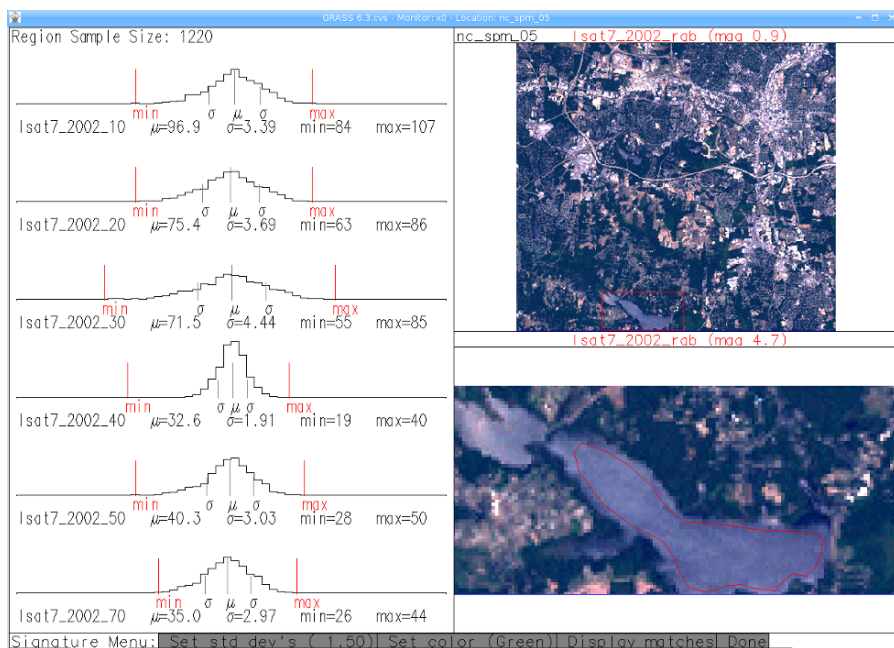 GRASS 6.3.cvs - Monitor: x0 - Location: nc_spm_05
Region Sample Size: 1220
min σ μ σ max
lsat7_2002_10 μ=96.9 σ=3.39 min=84 max=107
min σ μ σ max
lsat7_2002_20 μ=75.4 σ=3.69 min=63 max=86
min σ μ σ max
lsat7_2002_30 μ=71.5 σ=4.44 min=55 max=85
min σ μ σ max
lsat7_2002_40 μ=32.6 σ=1.91 min=19 max=40
min σ μ σ max
lsat7_2002_50 μ=40.3 σ=3.03 min=28 max=50
min σ μ σ max
lsat7_2002_70 μ=35.0 σ=2.97 min=26 max=44
nc_spm_05 lsat7_2002_rab (mag 0.9)
lsat7_2002_rab (mag 4.7)
Signature Menu: Set std dev's ( 1.50) Set color (Green) Display matches Done